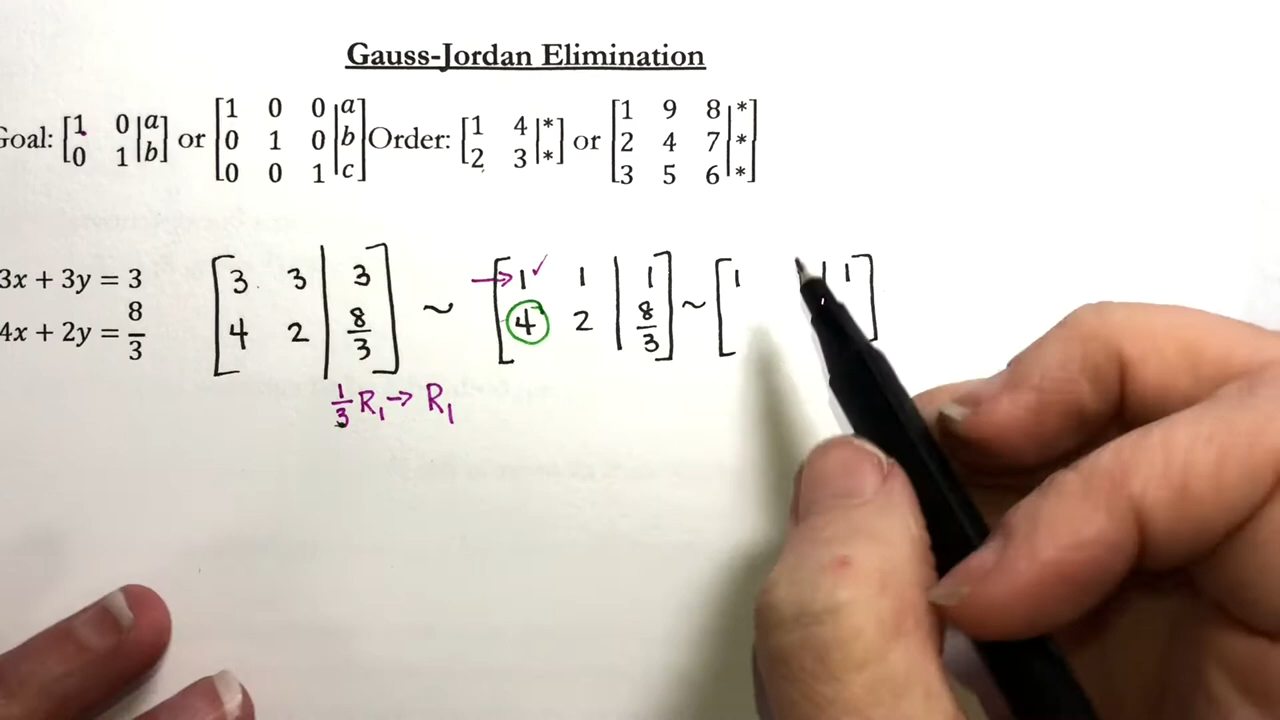 Gauss-Jordan Elimination
Goal: [1 0 | a] or [1 0 0 | a] Order: [1 4 | *] or [1 9 8 | *]
[0 1 | b] [0 1 0 | b] [2 3 | *] [2 4 7 | *]
[0 0 1 | c] [3 5 6 | *]
3x + 3y = 3 [3 3 | 3] ~ [→ 1 ✓ 1 | 1] ~ [1 | 1]
4x + 2y = 8/3 [4 2 | 8/3] [4 2 | 8/3]
1/3 R₁ → R₁